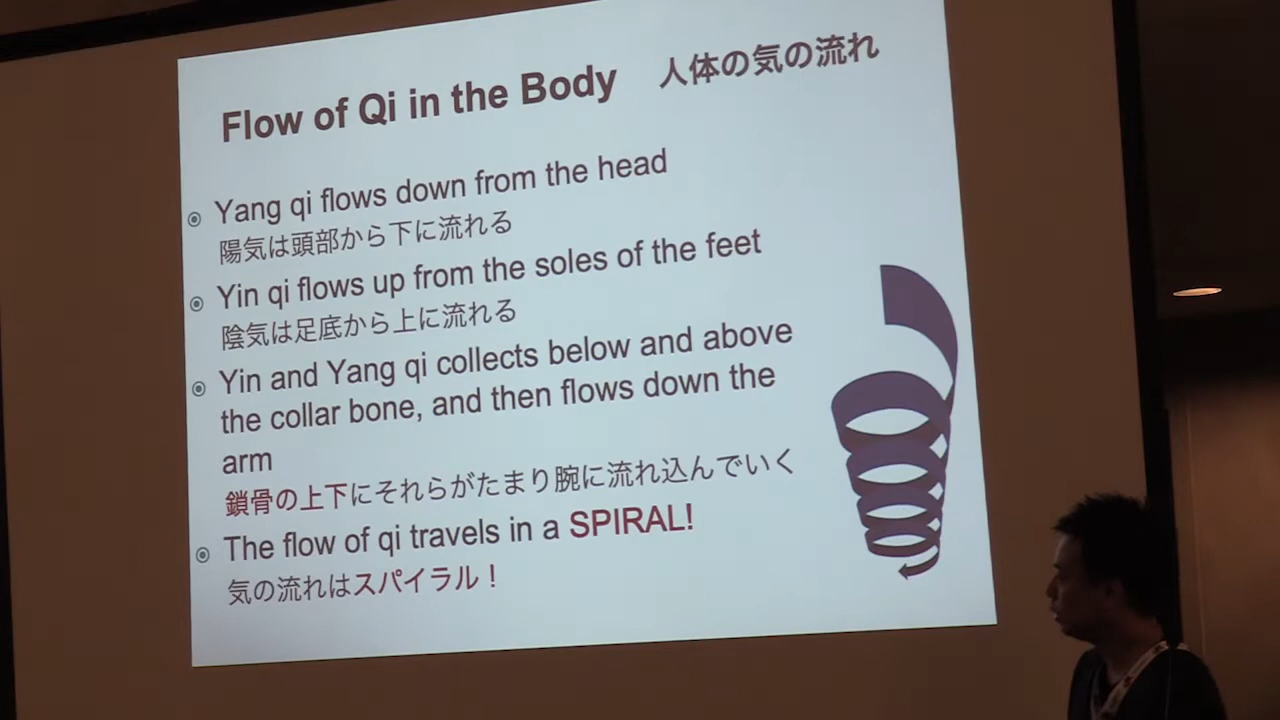 Flow of Qi in the Body 人体の気の流れ
Yang qi flows down from the head
陽気は頭部から下に流れる
Yin qi flows up from the soles of the feet
陰気は足底から上に流れる
Yin and Yang qi collects below and above
the collar bone, and then flows down the
arm
鎖骨の上下にそれらがたまり腕に流れ込んでいく
The flow of qi travels in a SPIRAL!
気の流れはスパイラル！